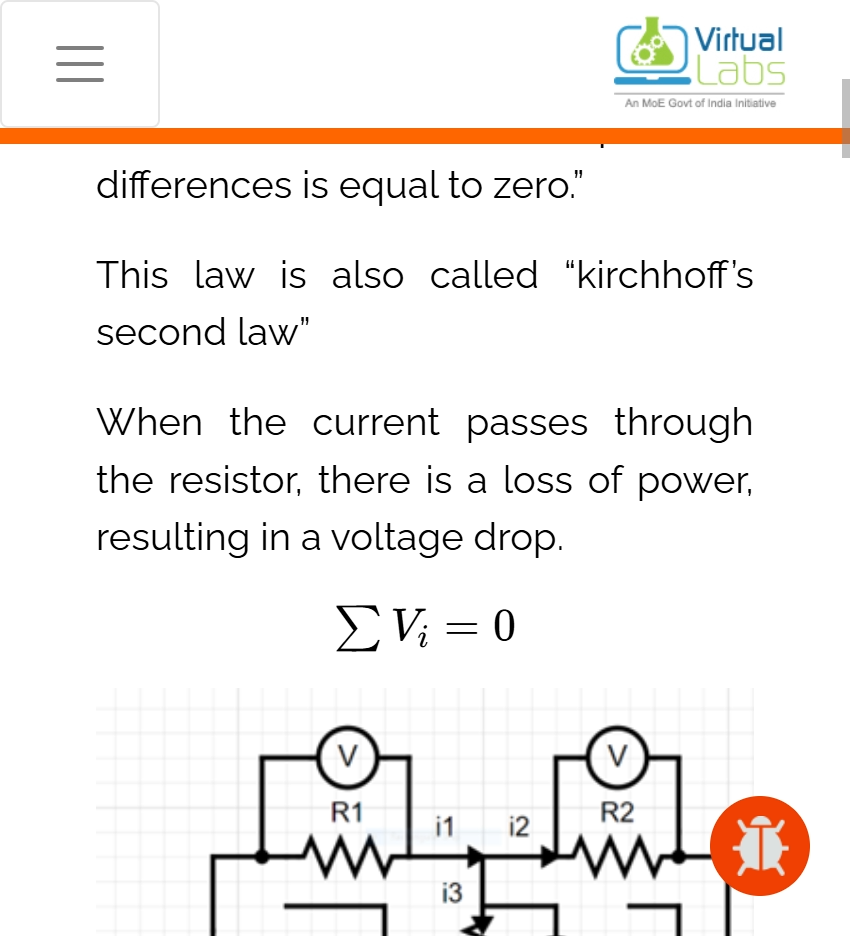 Virtual
Labs
An MoE Govt of India Initiative
differences is equal to zero.”
This law is also called “kirchhoff’s
second law”
When the current passes through
the resistor, there is a loss of power,
resulting in a voltage drop.
∑ Vᵢ = 0
V V
R1 R2
i1 i2
i3